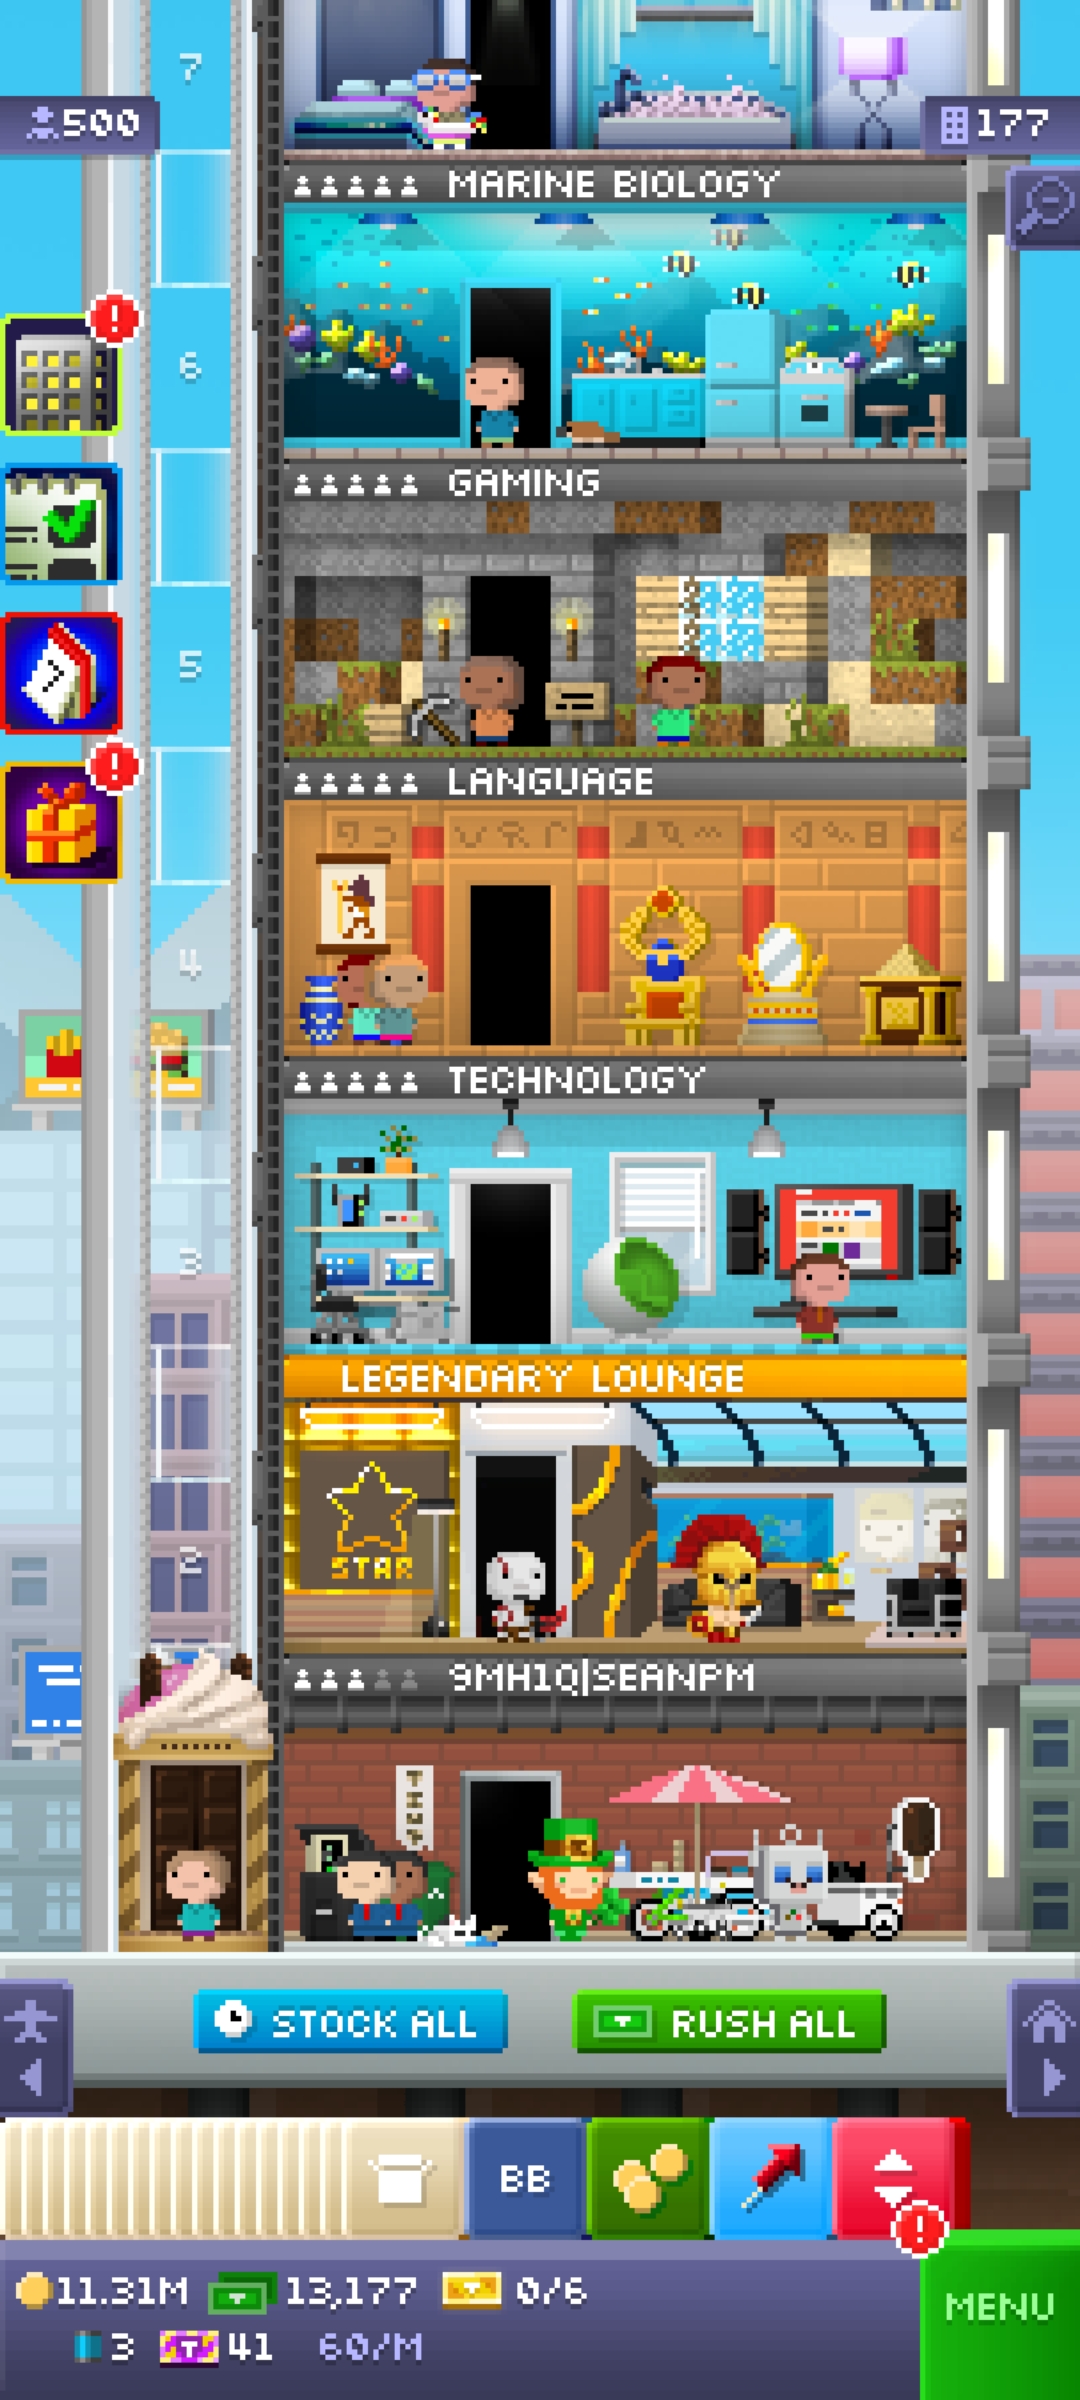 7
500
177
MARINE BIOLOGY
6
GAMING
5
LANGUAGE
4
TECHNOLOGY
3
LEGENDARY LOUNGE
STAR
2
9MH1Q|SEANPM
TINY
STOCK ALL
RUSH ALL
BB
11.31M 13,177 0/6
MENU
3 T 41 60/M